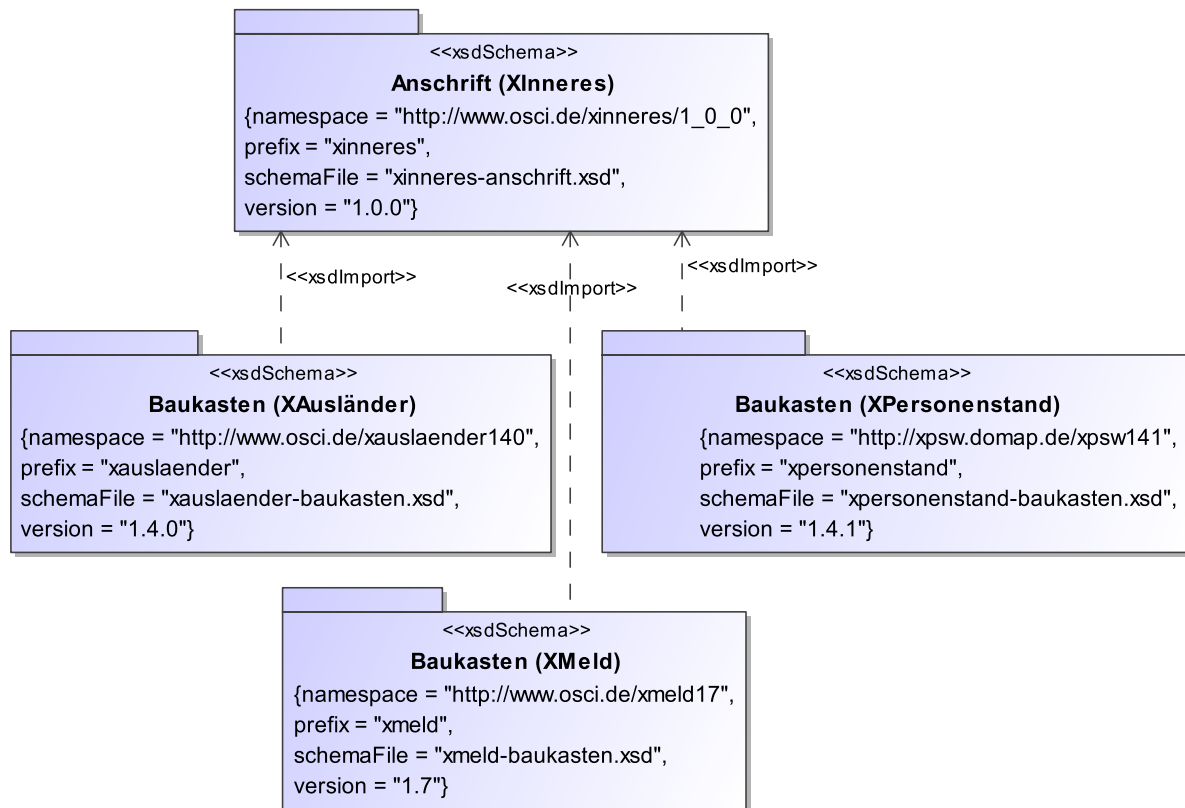 <<xsdSchema>>
Anschrift (XInneres)
{namespace = "http://www.osci.de/xinneres/1_0_0",
prefix = "xinneres",
schemaFile = "xinneres-anschrift.xsd",
version = "1.0.0"}
<<xsdImport>>
<<xsdImport>>
<<xsdImport>>
<<xsdSchema>>
Baukasten (XAusländer)
{namespace = "http://www.osci.de/xauslaender140",
prefix = "xauslaender",
schemaFile = "xauslaender-baukasten.xsd",
version = "1.4.0"}
<<xsdSchema>>
Baukasten (XPersonenstand)
{namespace = "http://xpsw.domap.de/xpsw141",
prefix = "xpersonenstand",
schemaFile = "xpersonenstand-baukasten.xsd",
version = "1.4.1"}
<<xsdSchema>>
Baukasten (XMeld)
{namespace = "http://www.osci.de/xmeld17",
prefix = "xmeld",
schemaFile = "xmeld-baukasten.xsd",
version = "1.7"}